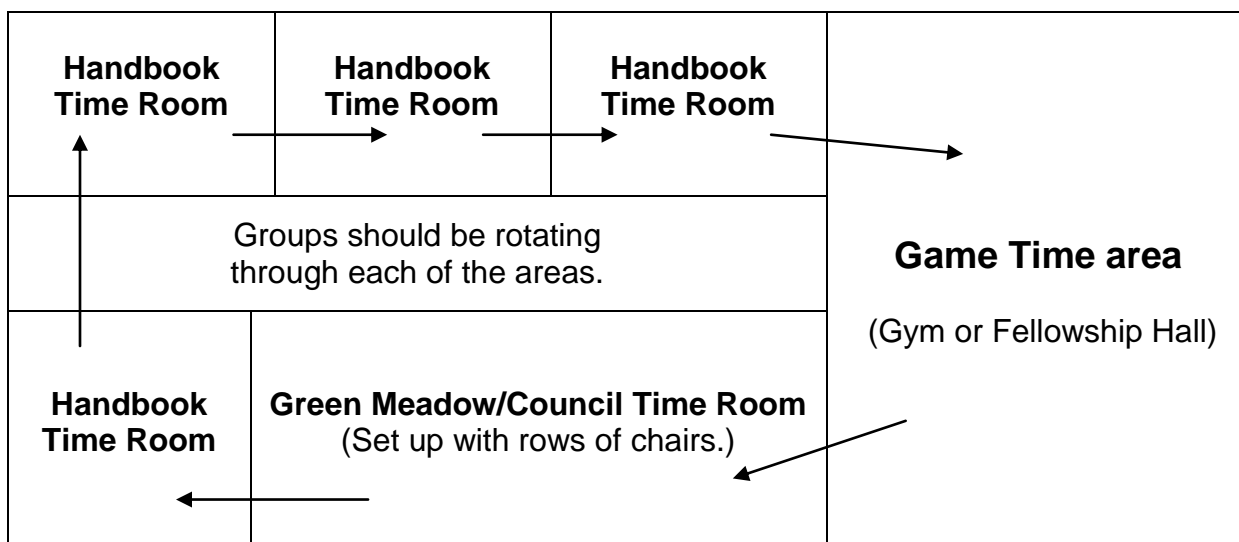 Handbook
Time Room
Handbook
Time Room
Handbook
Time Room
Groups should be rotating
through each of the areas.
Game Time area
(Gym or Fellowship Hall)
Handbook
Time Room
Green Meadow/Council Time Room
(Set up with rows of chairs.)